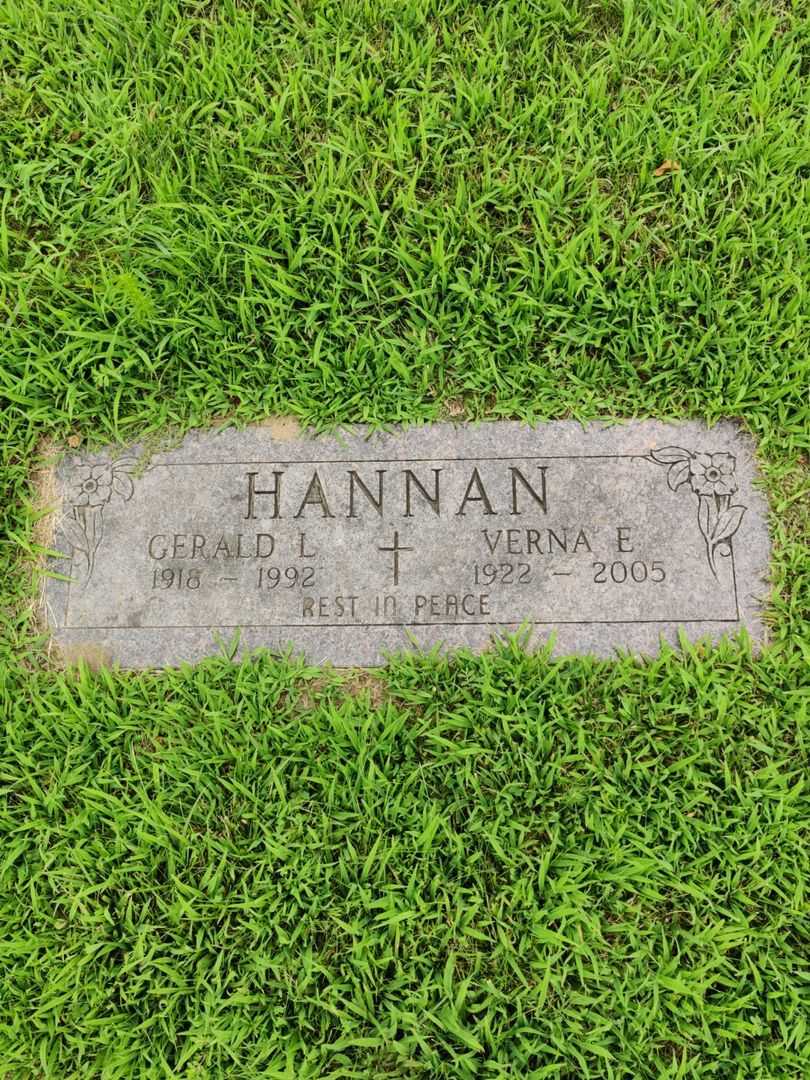 HANNAN
GERALD L VERNA E
1918 – 1992 1922 – 2005
REST IN PEACE